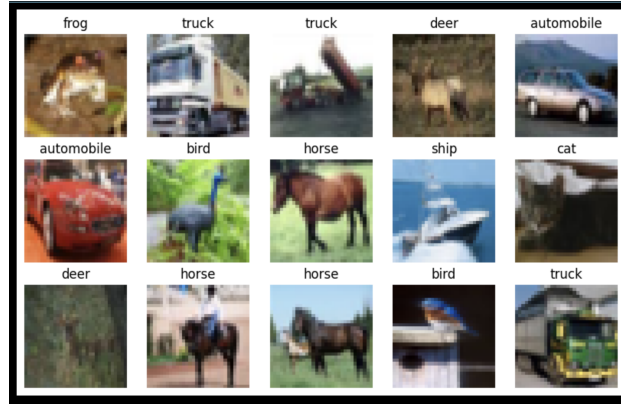 frog truck truck deer automobile
automobile bird horse ship cat
deer horse horse bird truck